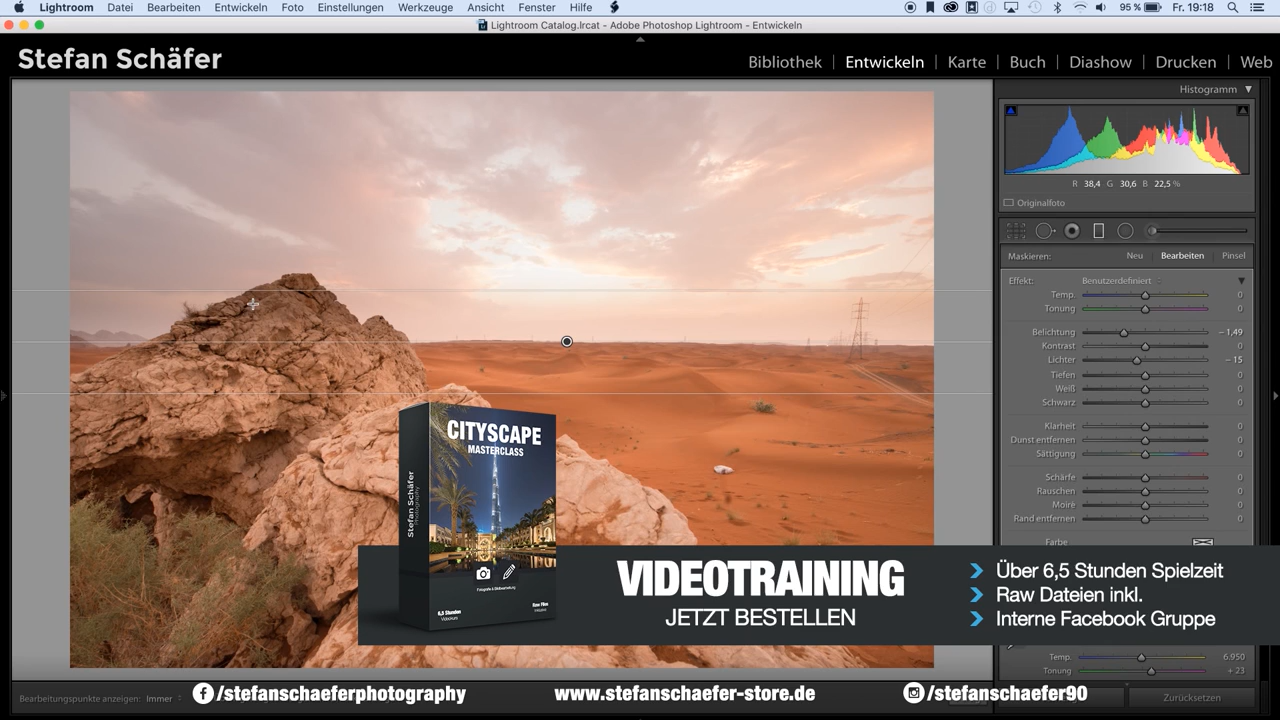 Lightroom Datei Bearbeiten Entwickeln Foto Einstellungen Werkzeuge Ansicht Fenster Hilfe 95 % Fr. 19:18
Lightroom Catalog.lrcat - Adobe Photoshop Lightroom - Entwickeln
Stefan Schäfer
Bibliothek | Entwickeln | Karte | Buch | Diashow | Drucken | Web
Histogramm
R 38,4 G 30,6 B 22,5 %
Originalfoto
Maskieren: Neu Bearbeiten Pinsel
Effekt: Benutzerdefiniert
Temp. 0
Tonung 0
Belichtung – 1,49
Kontrast 0
Lichter – 15
Tiefen 0
Weiß 0
Schwarz 0
Klarheit 0
Dunst entfernen 0
Sättigung 0
Schärfe 0
Rauschen 0
Moiré 0
Rand entfernen 0
Farbe
CITYSCAPE
MASTERCLASS
Stefan Schäfer
Photography
Fotografie & Bildbearbeitung
6,5 Stunden
Videokurs
Raw Files
VIDEOTRAINING
JETZT BESTELLEN
Über 6,5 Stunden Spielzeit
Raw Dateien inkl.
Interne Facebook Gruppe
Temp. 6.950
Tonung + 23
Bearbeitungspunkte anzeigen: Immer
/stefanschaeferphotography
www.stefanschaefer-store.de
/stefanschaefer90
Zurücksetzen